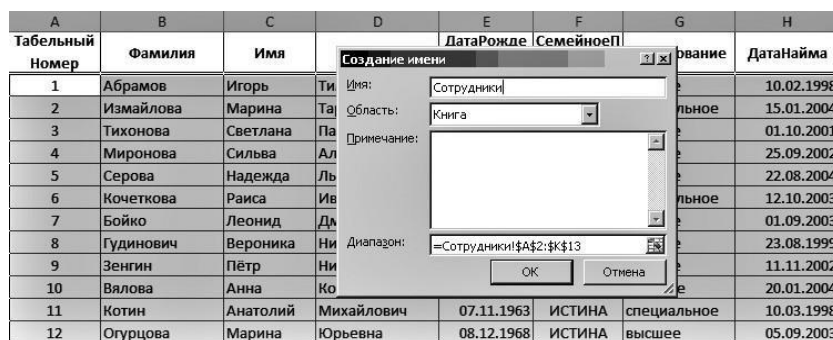 A B C D E F G H
Табельный Номер Фамилия Имя ДатаРожде СемейноеП ование ДатаНайма
Создание имени
Имя: Сотрудники
Область: Книга
Примечание:
Диапазон: =Сотрудники!$A$2:$K$13
OK Отмена
1 Абрамов Игорь Ти 10.02.1998
2 Измайлова Марина Та льное 15.01.2004
3 Тихонова Светлана Па 01.10.2001
4 Миронова Сильва Ал 25.09.2002
5 Серова Надежда Ль 22.08.2004
6 Кочеткова Раиса Ив льное 12.10.2003
7 Бойко Леонид Дм 01.09.2003
8 Гудинович Вероника Ни 23.08.1999
9 Зенгин Пётр Ни 11.11.2002
10 Вялова Анна Ко 20.01.2004
11 Котин Анатолий Михайлович 07.11.1963 ИСТИНА специальное 10.03.1998
12 Огурцова Марина Юрьевна 08.12.1968 ИСТИНА высшее 05.09.2003